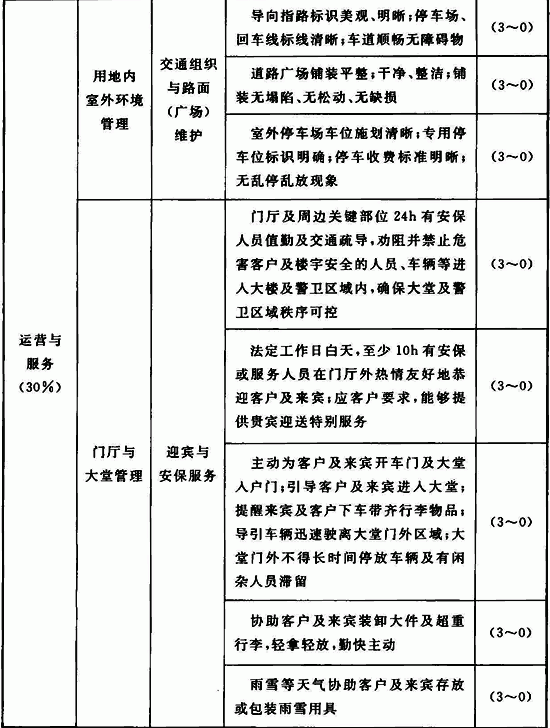 导向指路标识美观、明晰；停车场、
回车线标线清晰；车道顺畅无障碍物
（3～0）
用地内
室外环境
管理
交通组织
与路面
（广场）
维护
道路广场铺装平整；干净、整洁；铺
装无塌陷、无松动、无缺损
（3～0）
室外停车场车位施划清晰；专用停
车位标识明确；停车收费标准明晰；
无乱停乱放现象
（3～0）
运营与
服务
（30%）
门厅与
大堂管理
迎宾与
安保服务
门厅及周边关键部位24h有安保
人员值勤及交通疏导，劝阻并禁止危
害客户及楼宇安全的人员、车辆等进
入大楼及警卫区域内，确保大堂及警
卫区域秩序可控
（3～0）
法定工作日白天，至少10h有安保
或服务人员在门厅外热情友好地恭
迎客户及来宾；应客户要求，能够提
供贵宾迎送特别服务
（3～0）
主动为客户及来宾开车门及大堂
入户门；引导客户及来宾进入大堂；
提醒来宾及客户下车带齐行李物品；
导引车辆迅速驶离大堂门外区域；大
堂门外不得长时间停放车辆及有闲
杂人员滞留
（3～0）
协助客户及来宾装卸大件及超重
行李，轻拿轻放，勤快主动
（3～0）
雨雪等天气协助客户及来宾存放
或包装雨雪用具
（3～0）